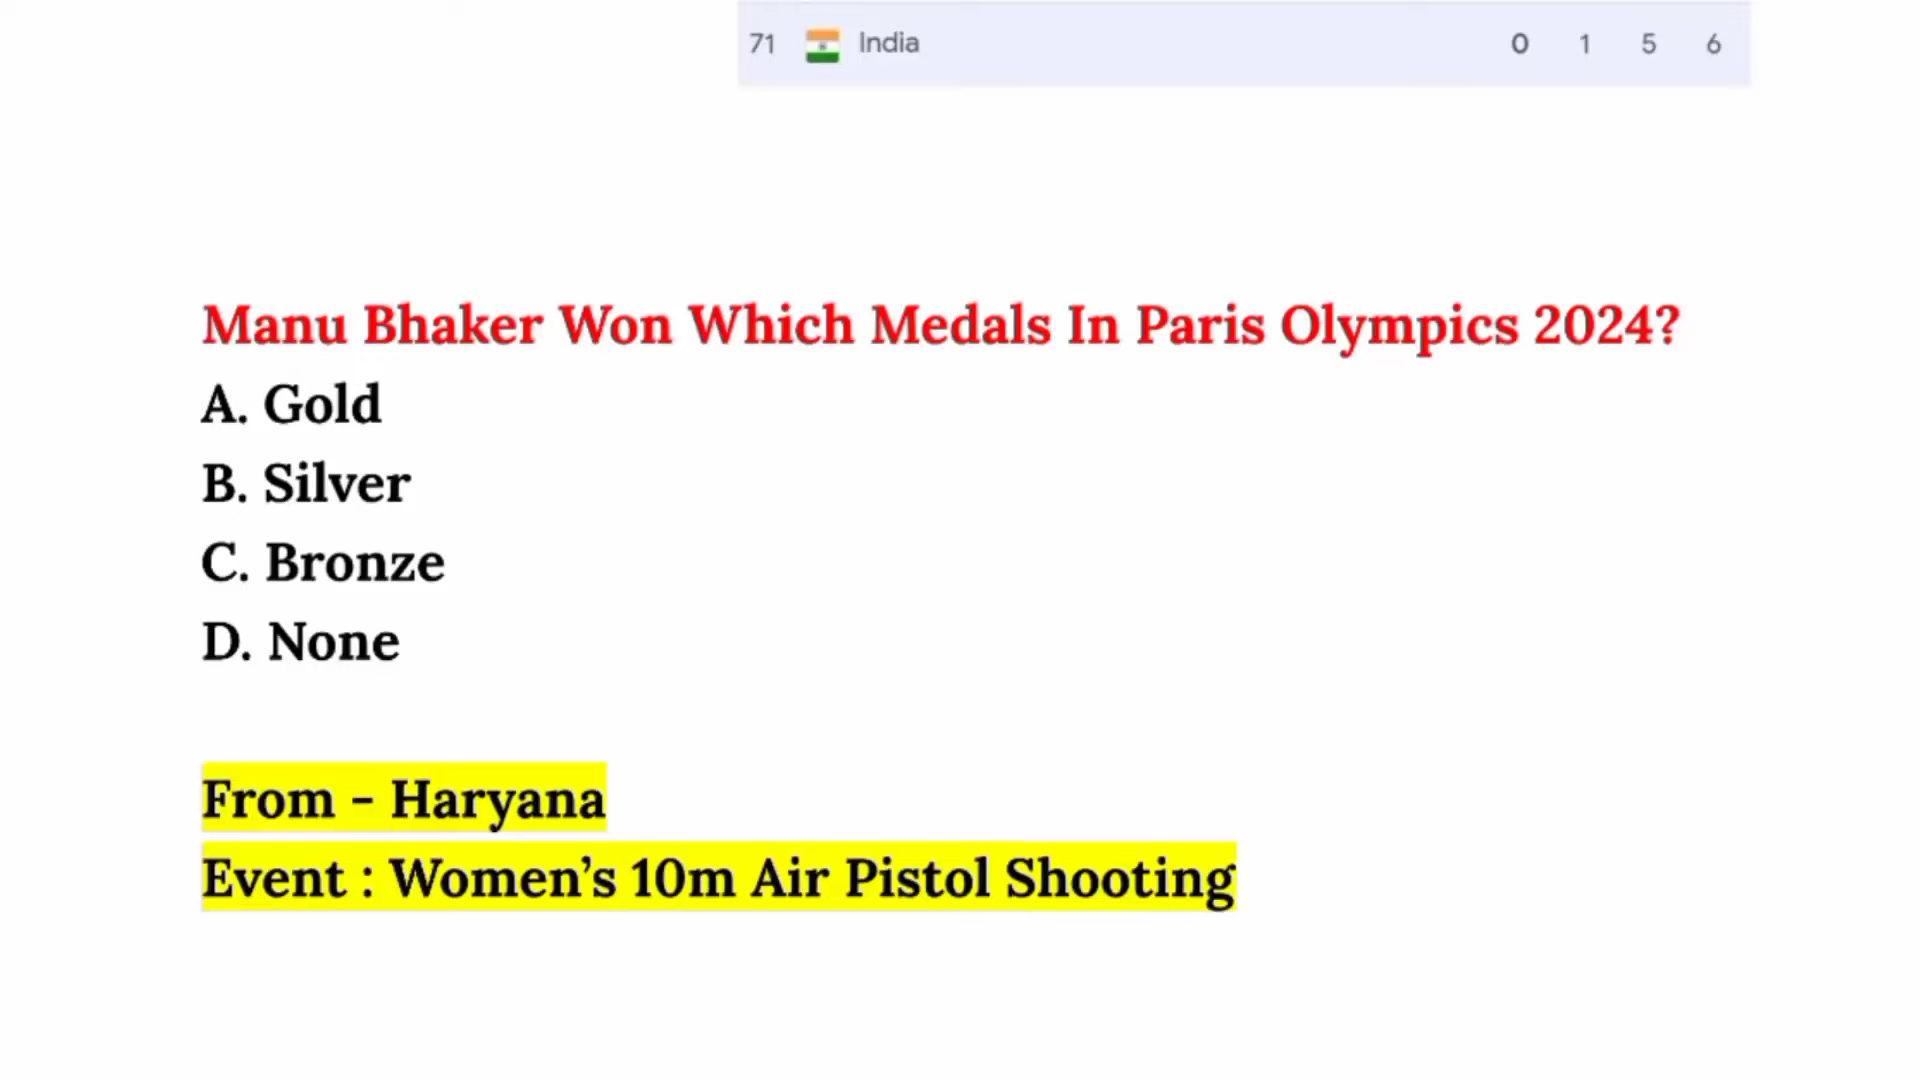 71 India 0 1 5 6
Manu Bhaker Won Which Medals In Paris Olympics 2024?
A. Gold
B. Silver
C. Bronze
D. None
From - Haryana
Event : Women’s 10m Air Pistol Shooting